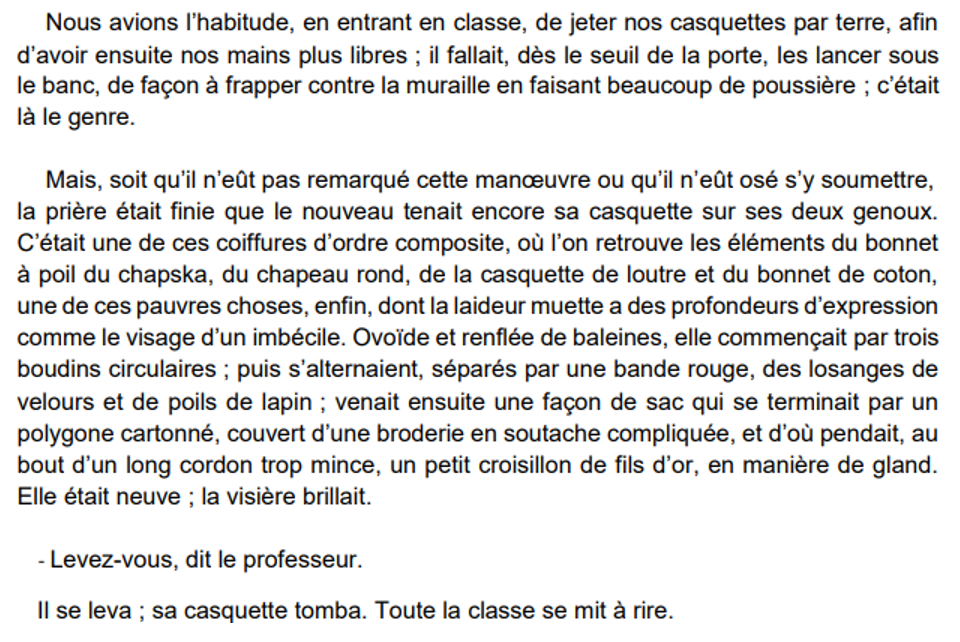 Nous avions l’habitude, en entrant en classe, de jeter nos casquettes par terre, afin
d’avoir ensuite nos mains plus libres ; il fallait, dès le seuil de la porte, les lancer sous
le banc, de façon à frapper contre la muraille en faisant beaucoup de poussière ; c’était
là le genre.
Mais, soit qu’il n’eût pas remarqué cette manœuvre ou qu’il n’eût osé s’y soumettre,
la prière était finie que le nouveau tenait encore sa casquette sur ses deux genoux.
C’était une de ces coiffures d’ordre composite, où l’on retrouve les éléments du bonnet
à poil du chapska, du chapeau rond, de la casquette de loutre et du bonnet de coton,
une de ces pauvres choses, enfin, dont la laideur muette a des profondeurs d’expression
comme le visage d’un imbécile. Ovoïde et renflée de baleines, elle commençait par trois
boudins circulaires ; puis s’alternaient, séparés par une bande rouge, des losanges de
velours et de poils de lapin ; venait ensuite une façon de sac qui se terminait par un
polygone cartonné, couvert d’une broderie en soutache compliquée, et d’où pendait, au
bout d’un long cordon trop mince, un petit croisillon de fils d’or, en manière de gland.
Elle était neuve ; la visière brillait.
- Levez-vous, dit le professeur.
Il se leva ; sa casquette tomba. Toute la classe se mit à rire.